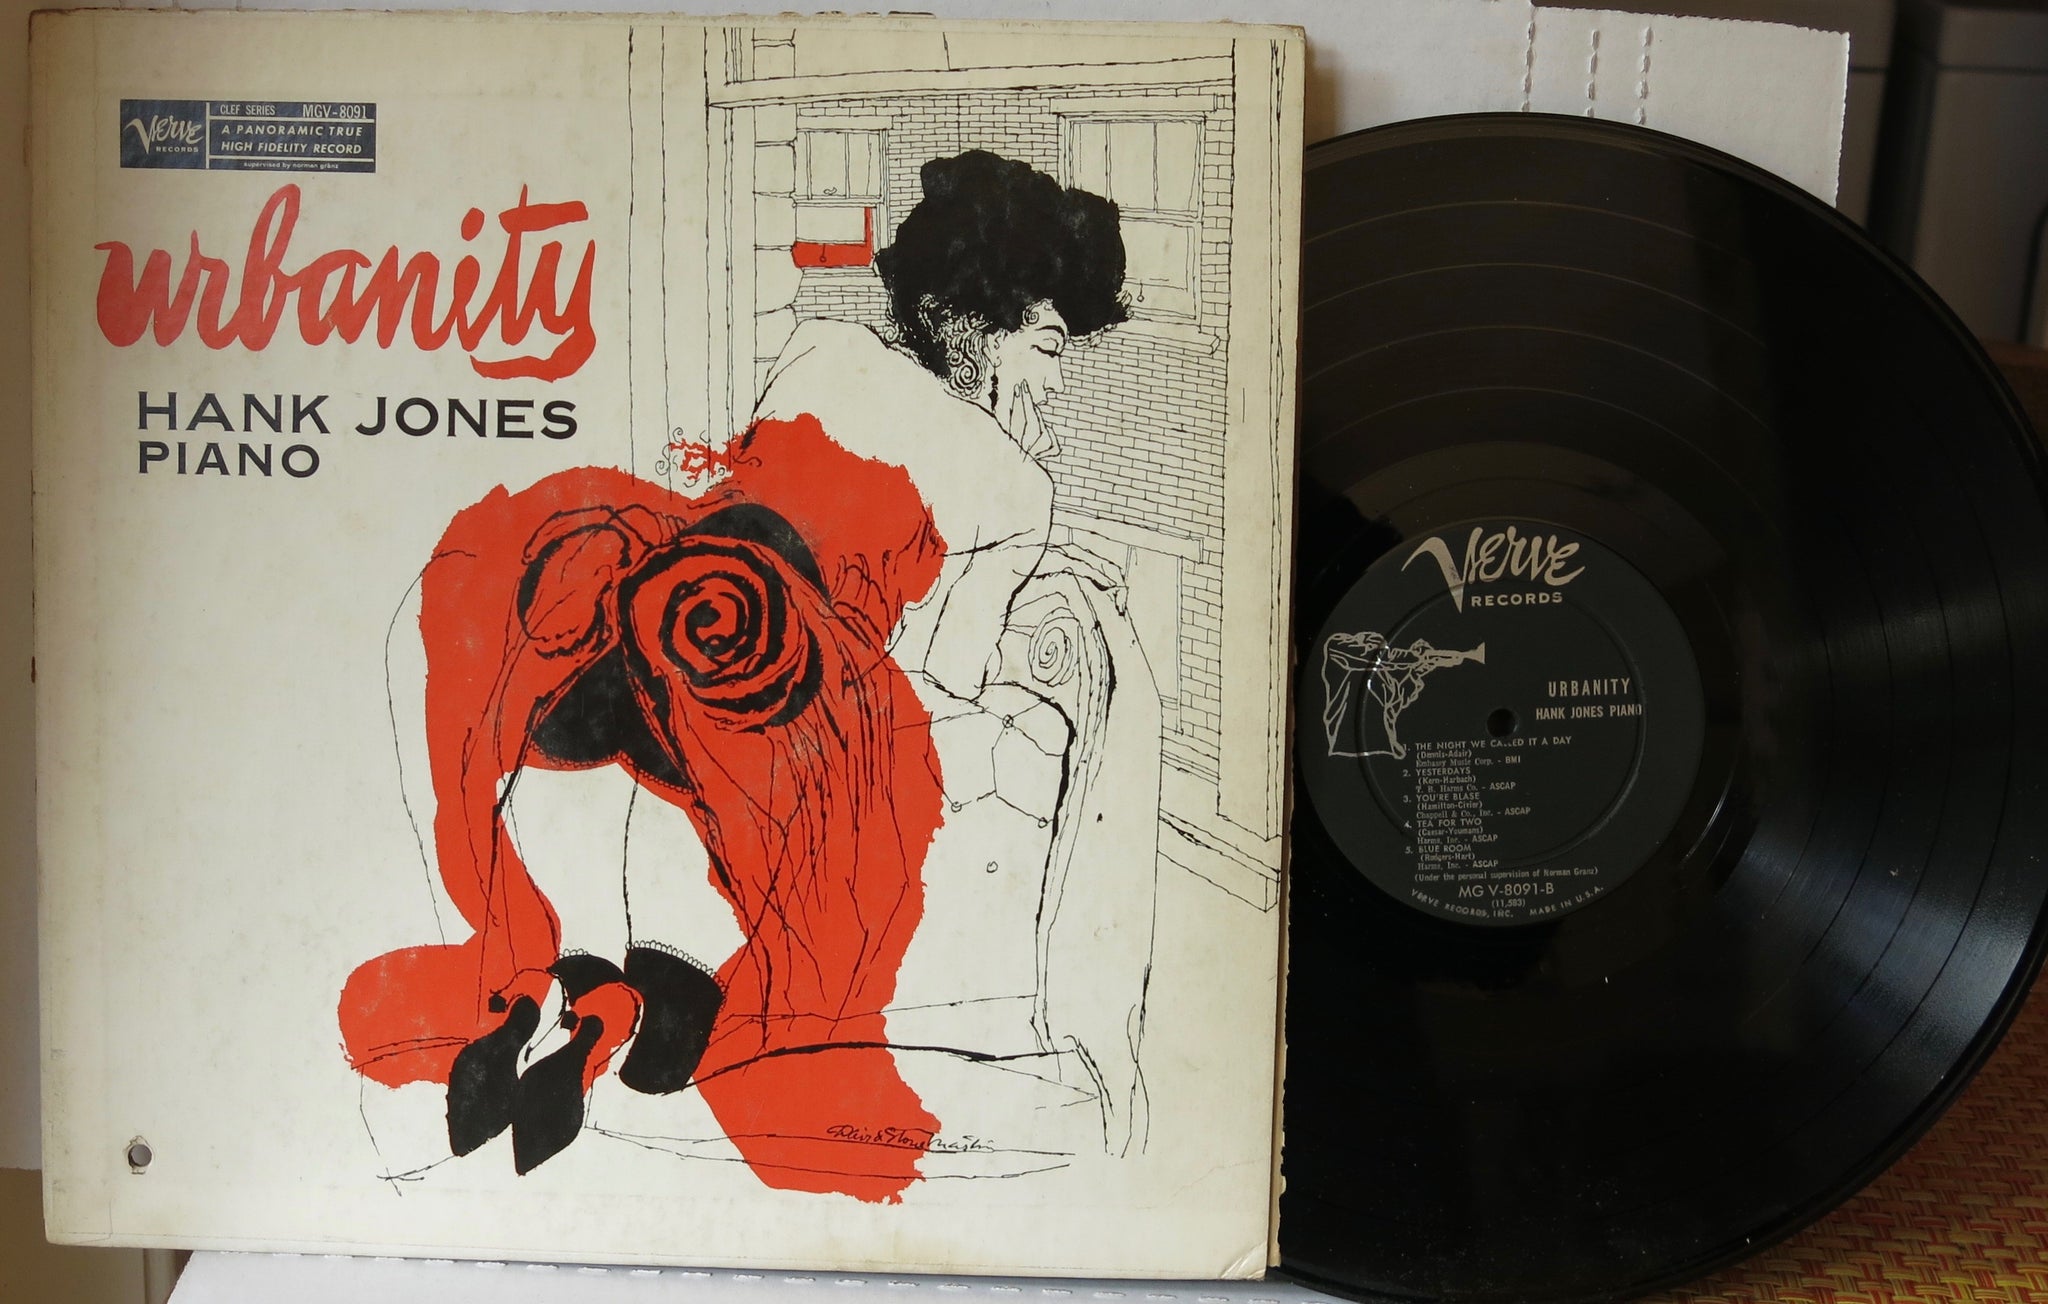 Verve
RECORDS
CLEF SERIES MGV-8091
A PANORAMIC TRUE
HIGH FIDELITY RECORD
supervised by norman granz
urbanity
HANK JONES
PIANO
David Stone Martin
Verve
RECORDS
URBANITY
HANK JONES PIANO
1. THE NIGHT WE CALLED IT A DAY
(Dennis-Adair)
Embassy Music Corp. - BMI
2. YESTERDAYS
(Kern-Harbach)
T. B. Harms Co. - ASCAP
3. YOU'RE BLASE
(Hamilton-Civier)
Chappell & Co., Inc. - ASCAP
4. TEA FOR TWO
(Caesar-Youmans)
Harms, Inc. - ASCAP
5. BLUE ROOM
(Rodgers-Hart)
Harms, Inc. - ASCAP
(Under the personal supervision of Norman Granz)
MG V-8091-B
(11,583)
VERVE RECORDS, INC. MADE IN U.S.A.